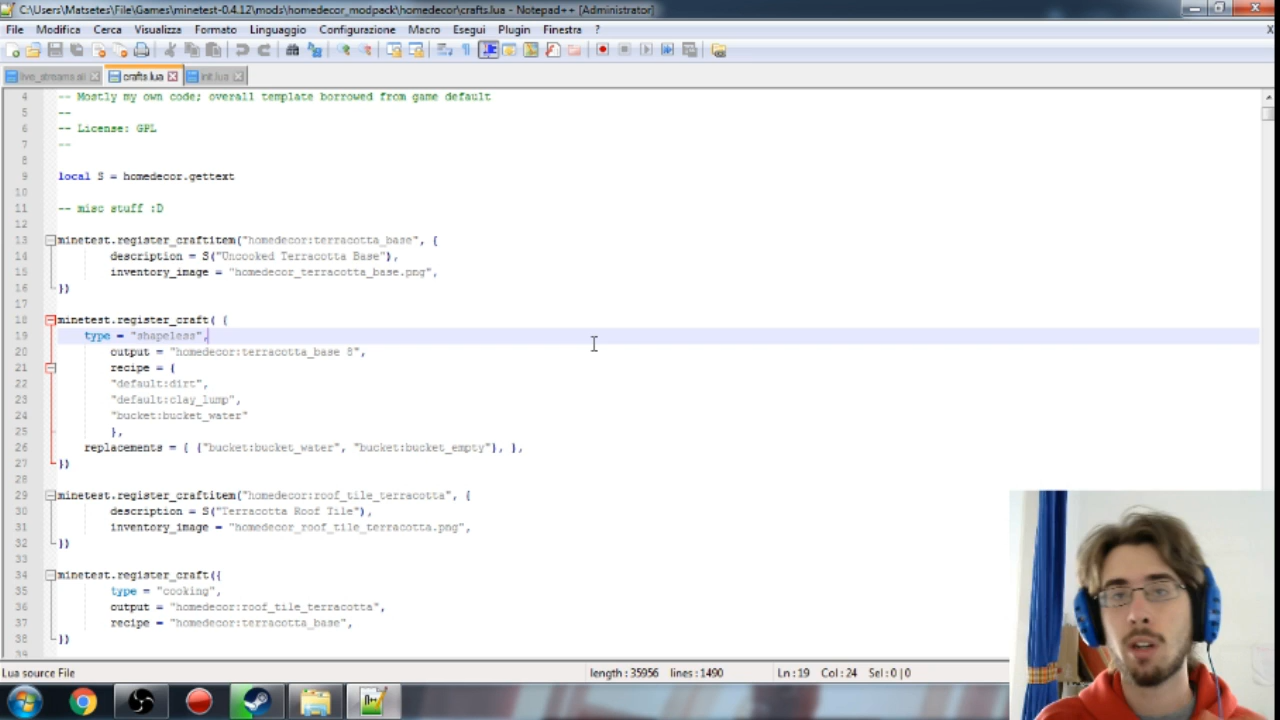 C:\Users\Matsetes\File\Games\minetest-0.4.12\mods\homedecor_modpack\homedecor\crafts.lua - Notepad++ [Administrator]
File Modifica Cerca Visualizza Formato Linguaggio Configurazione Macro Esegui Plugin Finestra ? X
live_streams.ail crafts.lua init.lua
4 -- Mostly my own code; overall template borrowed from game default
5 --
6 -- License: GPL
7 --
8
9 local S = homedecor.gettext
10
11 -- misc stuff :D
12
13 minetest.register_craftitem("homedecor:terracotta_base", {
14 description = S("Uncooked Terracotta Base"),
15 inventory_image = "homedecor_terracotta_base.png",
16 })
17
18 minetest.register_craft( {
19 type = "shapeless",
20 output = "homedecor:terracotta_base 8",
21 recipe = {
22 "default:dirt",
23 "default:clay_lump",
24 "bucket:bucket_water"
25 },
26 replacements = { {"bucket:bucket_water", "bucket:bucket_empty"}, },
27 })
28
29 minetest.register_craftitem("homedecor:roof_tile_terracotta", {
30 description = S("Terracotta Roof Tile"),
31 inventory_image = "homedecor_roof_tile_terracotta.png",
32 })
33
34 minetest.register_craft({
35 type = "cooking",
36 output = "homedecor:roof_tile_terracotta",
37 recipe = "homedecor:terracotta_base",
38 })
39
Lua source File length : 35956 lines : 1490 Ln : 19 Col : 24 Sel : 0 | 0